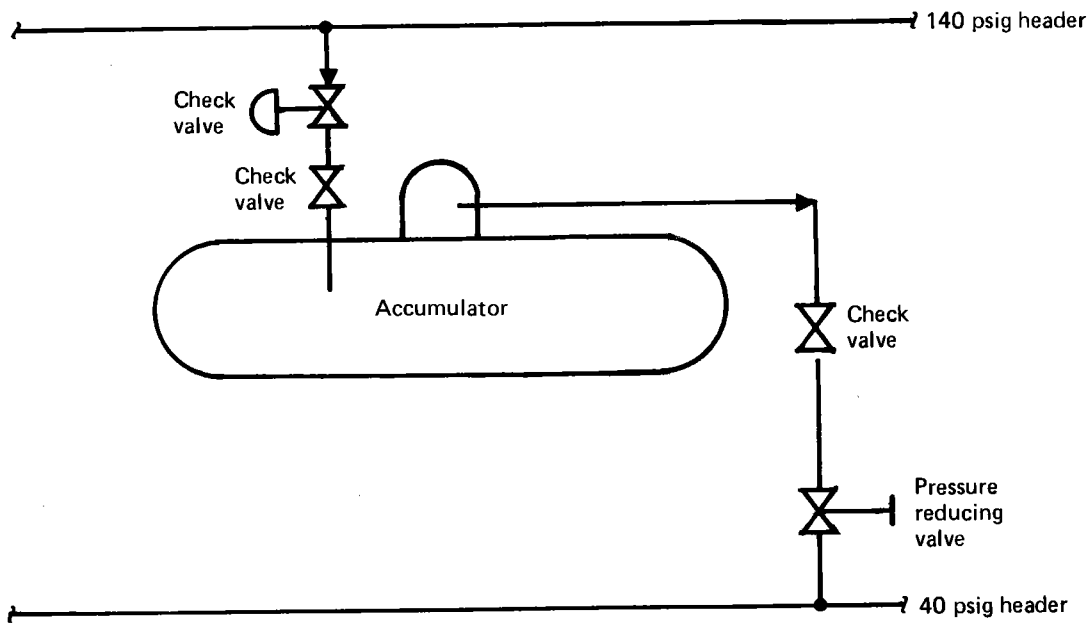 140 psig header
Check
valve
Check
valve
Accumulator
Check
valve
Pressure
reducing
valve
40 psig header